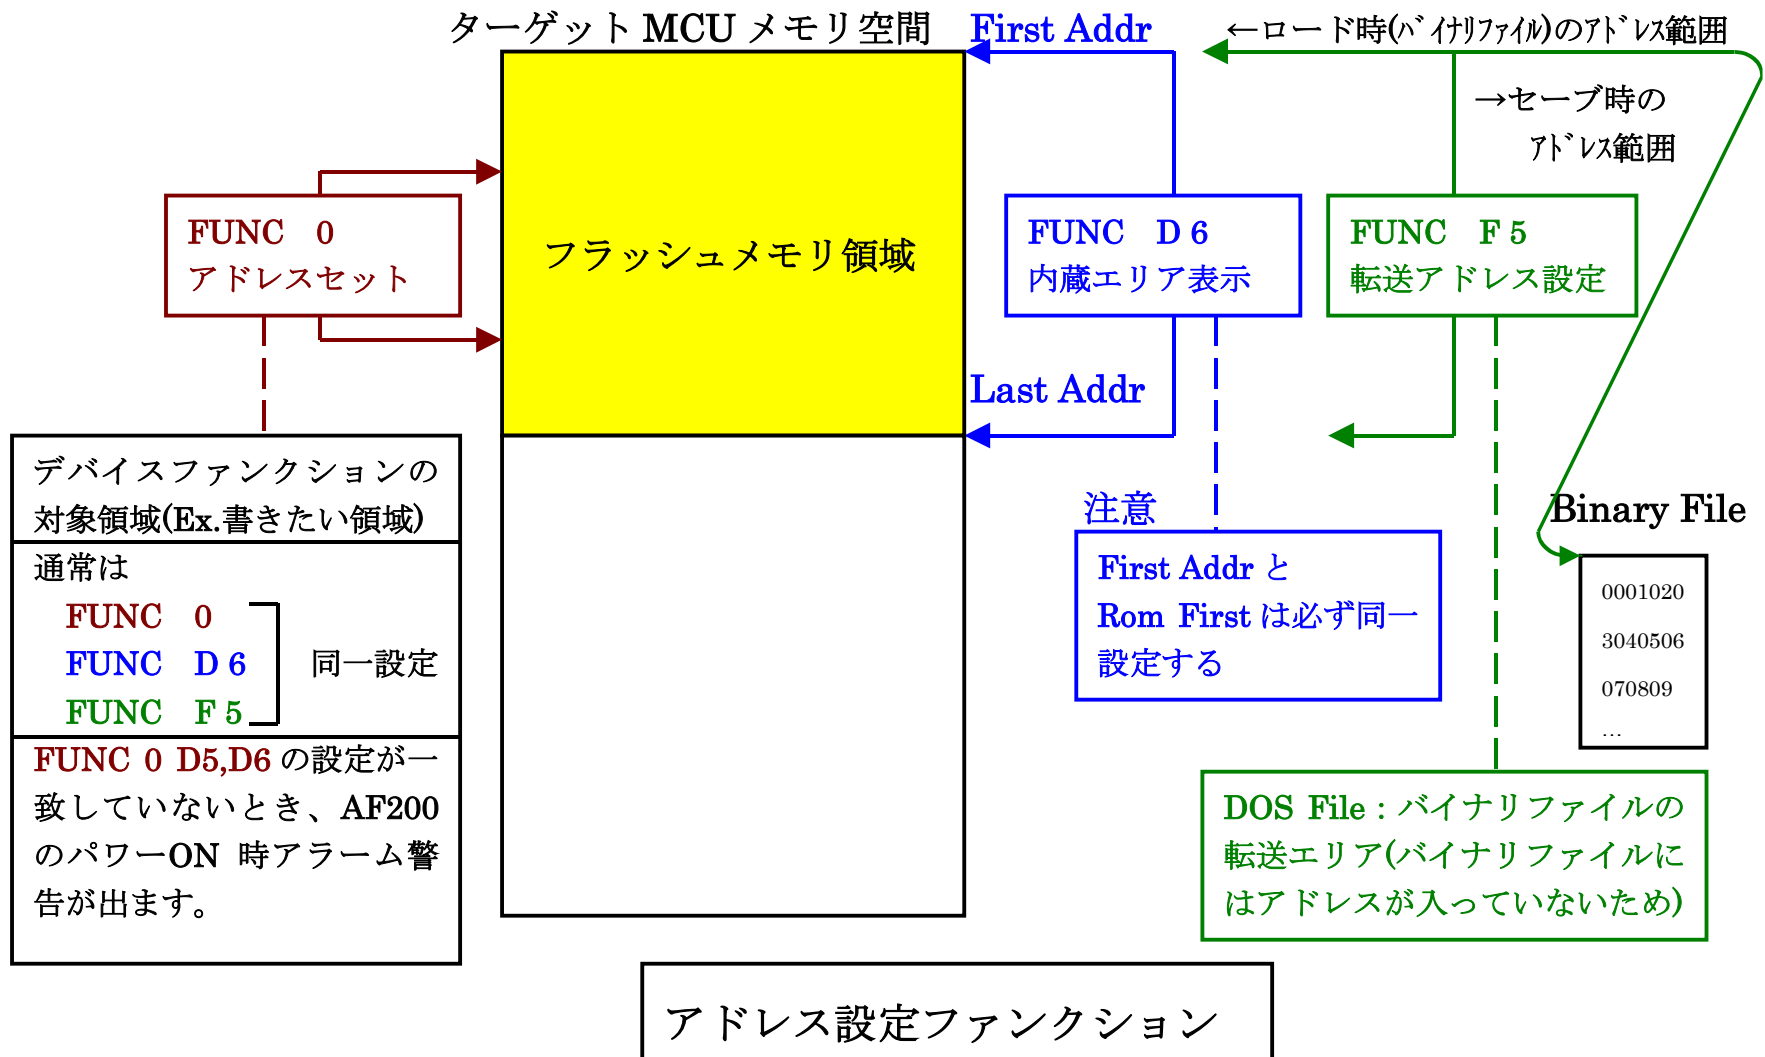 ターゲット MCU メモリ空間
First Addr
←ロード時(ﾊﾞｲﾅﾘﾌｧｲﾙ)のｱﾄﾞﾚｽ範囲
→セーブ時の
ｱﾄﾞﾚｽ範囲
FUNC 0
アドレスセット
フラッシュメモリ領域
FUNC D 6
内蔵エリア表示
FUNC F 5
転送アドレス設定
Last Addr
デバイスファンクションの
対象領域(Ex.書きたい領域)
通常は
FUNC 0
FUNC D 6
FUNC F 5
同一設定
FUNC 0 D5,D6 の設定が一
致していないとき、AF200
のパワーON 時アラーム警
告が出ます。
注意
First Addr と
Rom First は必ず同一
設定する
Binary File
0001020
3040506
070809
…
DOS File : バイナリファイルの
転送エリア(バイナリファイルに
はアドレスが入っていないため)
アドレス設定ファンクション